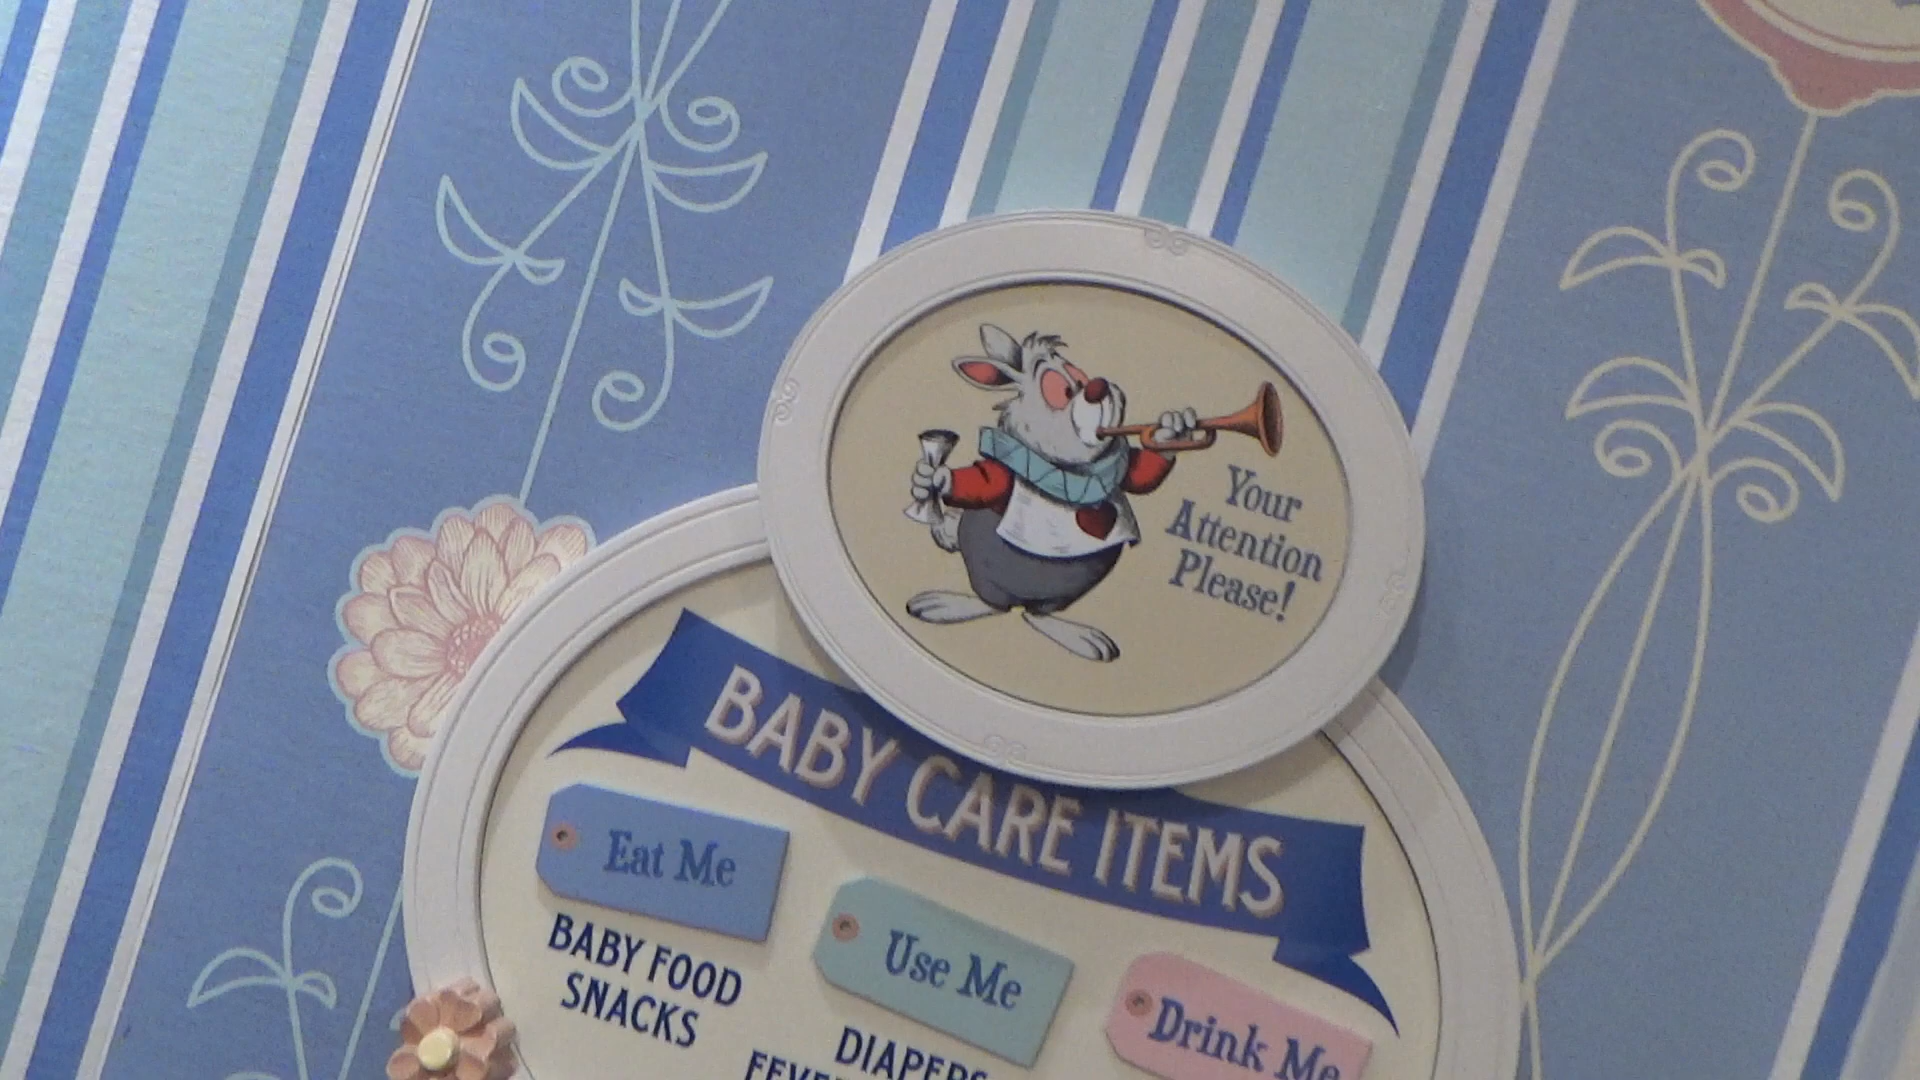 Your
Attention
Please!
BABY CARE ITEMS
Eat Me
BABY FOOD
SNACKS
Use Me
DIAPERS
Drink Me